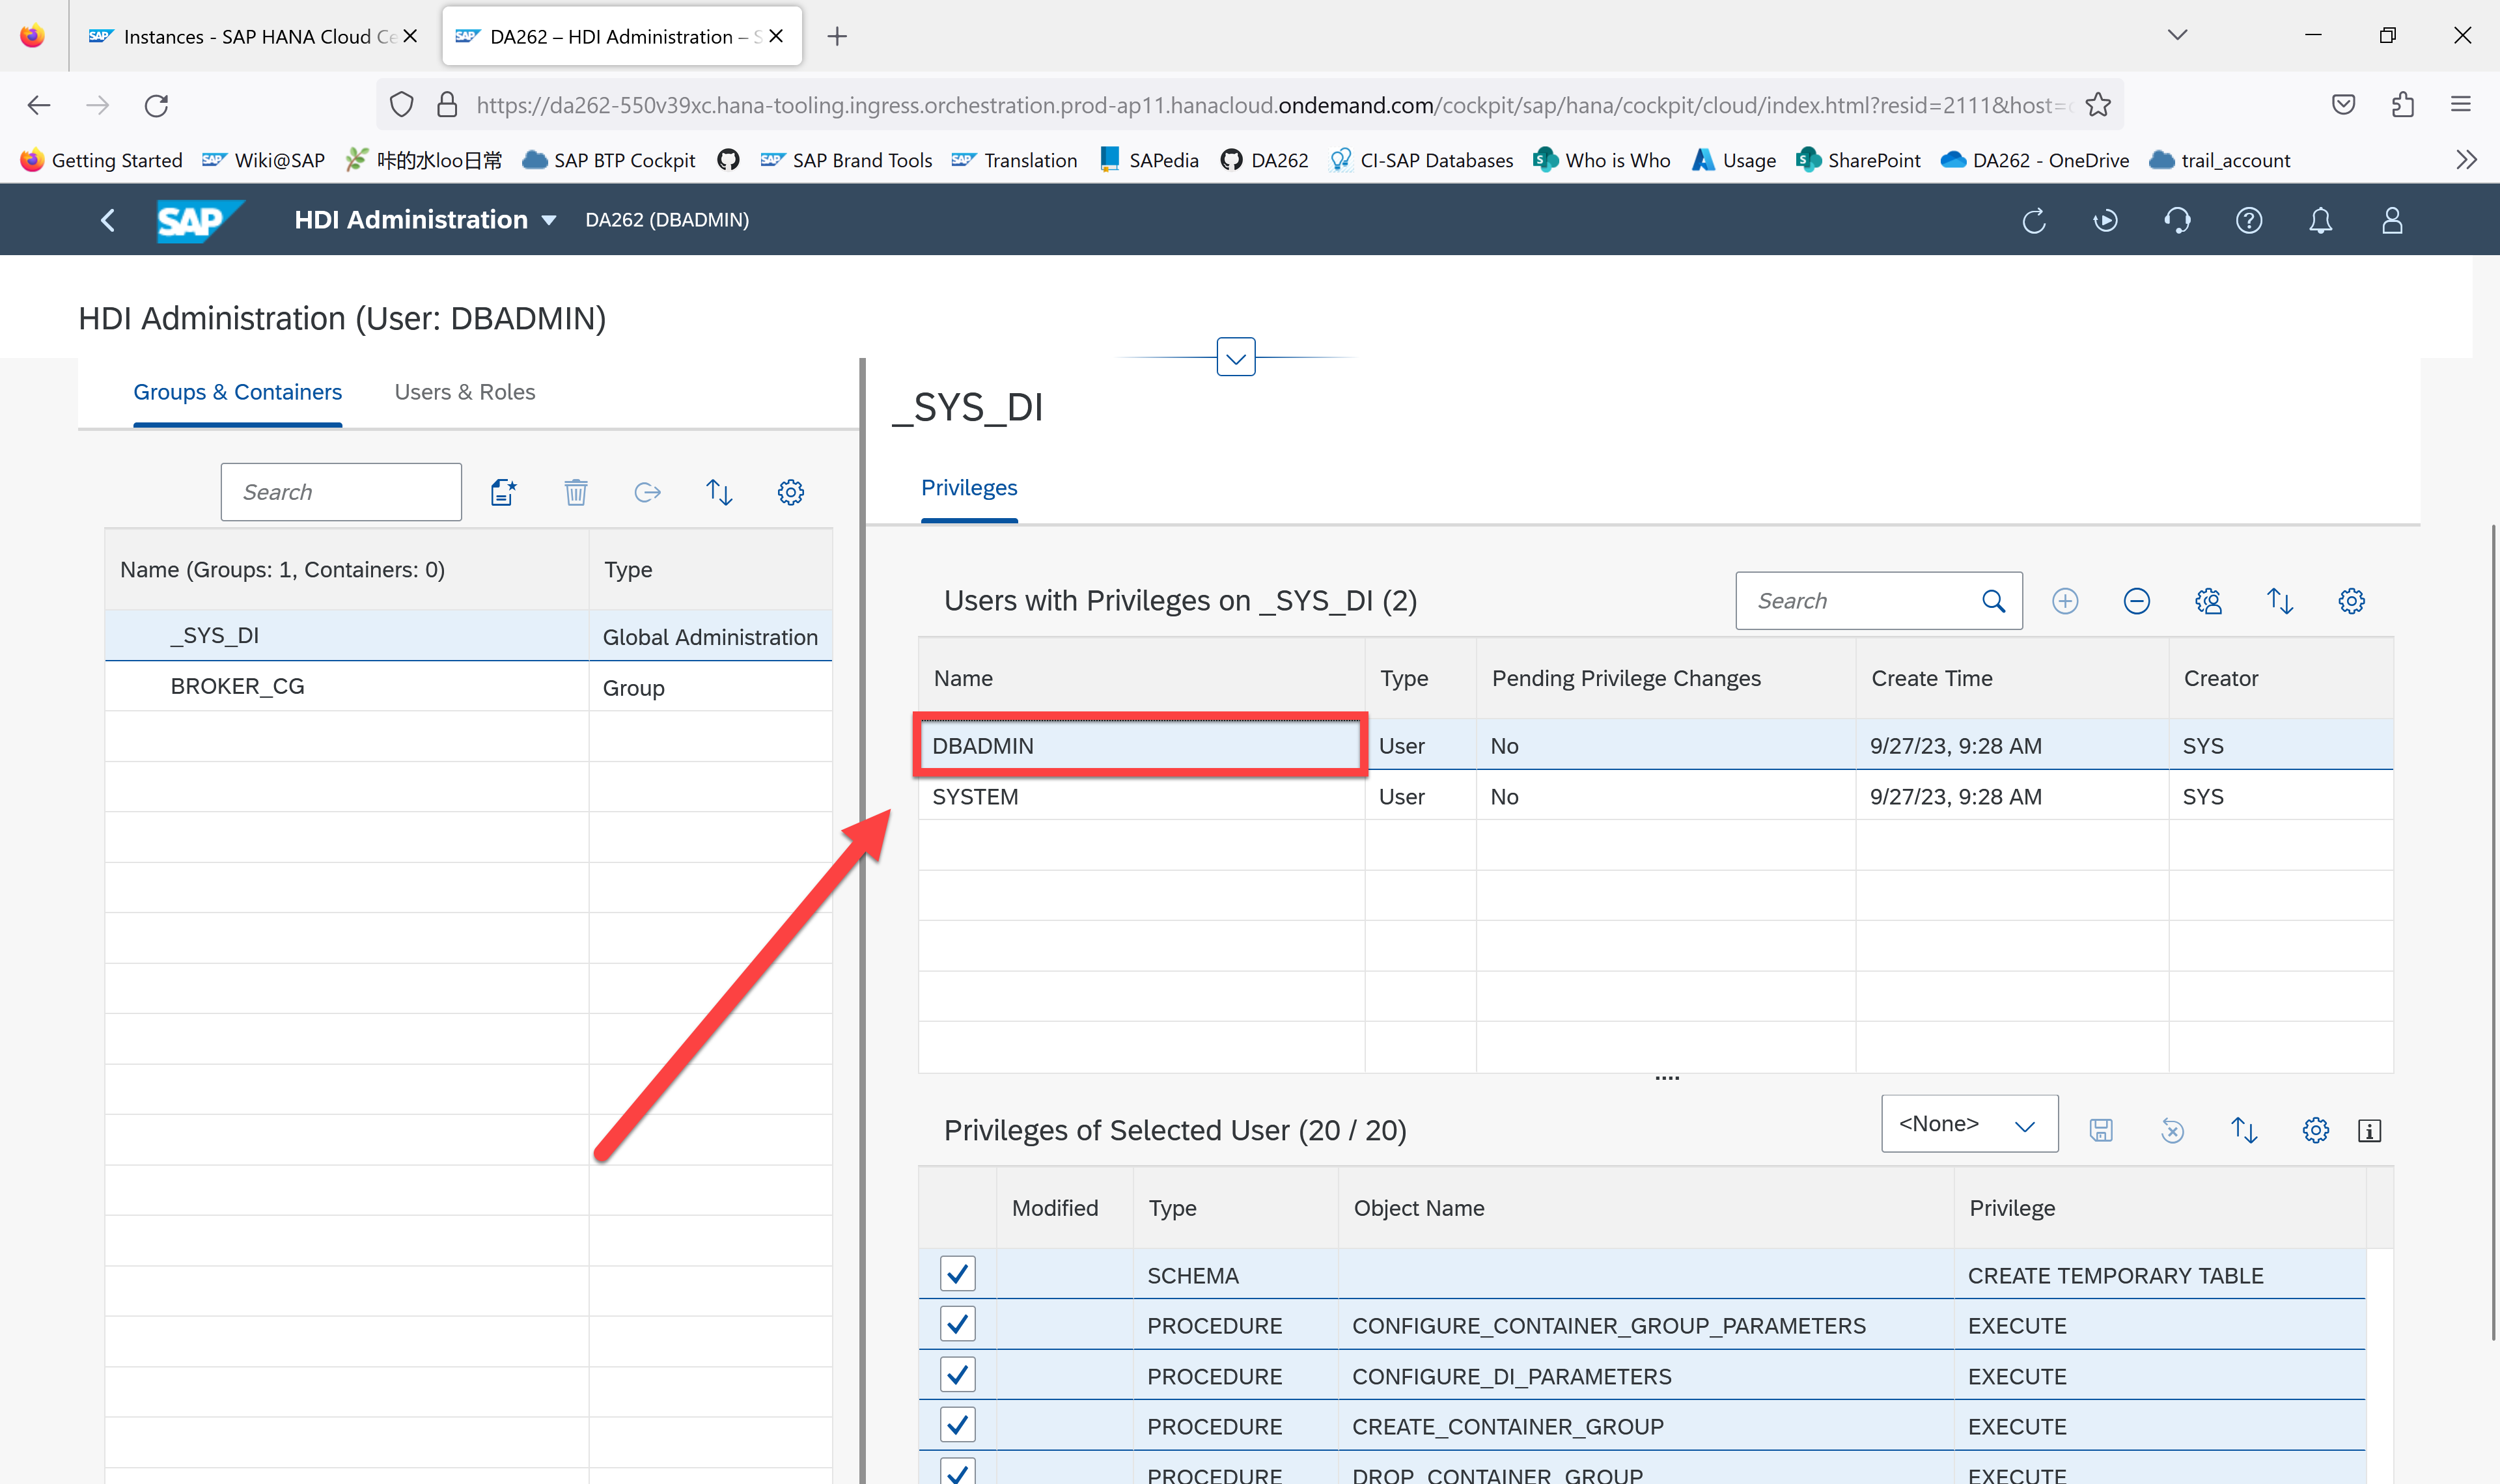 Instances - SAP HANA Cloud Ce
DA262 – HDI Administration – S
https://da262-550v39xc.hana-tooling.ingress.orchestration.prod-ap11.hanacloud.ondemand.com/cockpit/sap/hana/cockpit/cloud/index.html?resid=2111&host=
Getting Started Wiki@SAP 咔的水loo日常 SAP BTP Cockpit SAP Brand Tools Translation SAPedia DA262 CI-SAP Databases Who is Who Usage SharePoint DA262 - OneDrive trail_account
SAP HDI Administration DA262 (DBADMIN)
HDI Administration (User: DBADMIN)
Groups & Containers Users & Roles
Search
Name (Groups: 1, Containers: 0) Type
_SYS_DI Global Administration
BROKER_CG Group
_SYS_DI
Privileges
Users with Privileges on _SYS_DI (2) Search
Name Type Pending Privilege Changes Create Time Creator
DBADMIN User No 9/27/23, 9:28 AM SYS
SYSTEM User No 9/27/23, 9:28 AM SYS
Privileges of Selected User (20 / 20) <None>
Modified Type Object Name Privilege
SCHEMA CREATE TEMPORARY TABLE
PROCEDURE CONFIGURE_CONTAINER_GROUP_PARAMETERS EXECUTE
PROCEDURE CONFIGURE_DI_PARAMETERS EXECUTE
PROCEDURE CREATE_CONTAINER_GROUP EXECUTE
PROCEDURE DROP_CONTAINER_GROUP EXECUTE